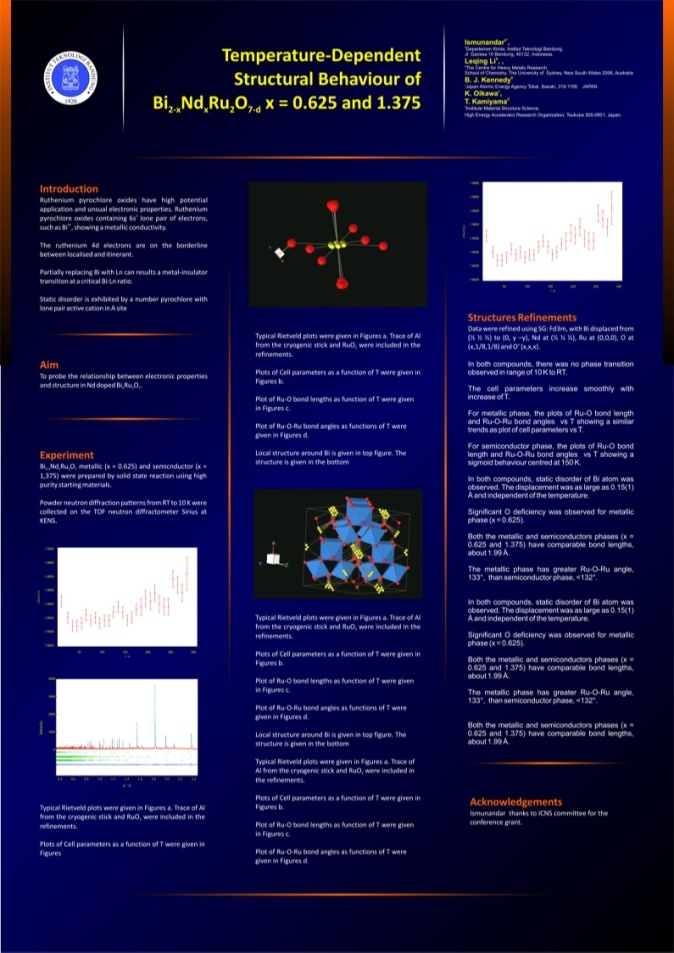 INSTITUT TEKNOLOGI BANDUNG
1920
Temperature-Dependent
Structural Behaviour of
Bi2-xNdxRu2O7-d x = 0.625 and 1.375
Ismunandar
Departemen Kimia, Institut Teknologi Bandung,
Jl. Ganesa 10 Bandung, 40132, Indonesia
Leqing Li
The Centre for Heavy Metals Research,
School of Chemistry, The University of Sydney, New South Wales 2006, Australia
B. J. Kennedy
Japan Atomic Energy Agency Tokai, Ibaraki, 319-1195 JAPAN
K. Oikawa,
T. Kamiyama
Institute Material Structure Science,
High Energy Accelerator Research Organization, Tsukuba 305-0801, Japan.
Introduction
Ruthenium pyrochlore oxides have high potential
application and unsual electronic properties. Ruthenium
pyrochlore oxides containing 6s² lone pair of electrons,
such as Bi³⁺, showing a metallic conductivity.
The ruthenium 4d electrons are on the borderline
between localised and itinerant.
Partially replacing Bi with Ln can results a metal-insulator
transition at a critical Bi:Ln ratio.
Static disorder is exhibited by a number pyrochlore with
lone pair active cation in A site
Aim
To probe the relationship between electronic properties
and structure in Nd doped Bi2Ru2O7.
Experiment
Bi2-xNdxRu2O7 metallic (x = 0.625) and semicnductor (x =
1,375) were prepared by solid state reaction using high
purity starting materials.
Powder neutron diffraction patterns from RT to 10 K were
collected on the TOF neutron diffractometer Sirius at
KENS.
Typical Rietveld plots were given in Figures a. Trace of Al
from the cryogenic stick and RuO2 were included in the
refinements.
Plots of Cell parameters as a function of T were given in
Figures
Typical Rietveld plots were given in Figures a. Trace of Al
from the cryogenic stick and RuO2 were included in the
refinements.
Plots of Cell parameters as a function of T were given in
Figures b.
Plot of Ru-O bond lengths as function of T were given
in Figures c.
Plot of Ru-O-Ru bond angles as functions of T were
given in Figures d.
Local structure around Bi is given in top figure. The
structure is given in the bottom
Typical Rietveld plots were given in Figures a. Trace of Al
from the cryogenic stick and RuO2 were included in the
refinements.
Plots of Cell parameters as a function of T were given in
Figures b.
Plot of Ru-O bond lengths as function of T were given
in Figures c.
Plot of Ru-O-Ru bond angles as functions of T were
given in Figures d.
Local structure around Bi is given in top figure. The
structure is given in the bottom
Typical Rietveld plots were given in Figures a. Trace of
Al from the cryogenic stick and RuO2 were included in
the refinements.
Plots of Cell parameters as a function of T were given in
Figures b.
Plot of Ru-O bond lengths as function of T were given
in Figures c.
Plot of Ru-O-Ru bond angles as functions of T were
given in Figures d.
Structures Refinements
Data were refined using SG: Fd3m, with Bi displaced from
(½ ½ ½) to (0, y –y), Nd at (½ ½ ½), Ru at (0,0,0), O at
(x,1/8,1/8) and O' (x,x,x).
In both compounds, there was no phase transition
observed in range of 10 K to RT.
The cell parameters increase smoothly with
increase of T.
For metallic phase, the plots of Ru-O bond length
and Ru-O-Ru bond angles vs T showing a similar
trends as plot of cell parameters vs T.
For semiconductor phase, the plots of Ru-O bond
length and Ru-O-Ru bond angles vs T showing a
sigmoid behaviour centred at 150 K.
In both compounds, static disorder of Bi atom was
observed. The displacement was as large as 0.15(1)
Å and independent of the temperature.
Significant O deficiency was observed for metallic
phase (x = 0.625).
Both the metallic and semiconductors phases (x =
0.625 and 1.375) have comparable bond lengths,
about 1.99 Å.
The metallic phase has greater Ru-O-Ru angle,
133°, than semiconductor phase, <132°.
In both compounds, static disorder of Bi atom was
observed. The displacement was as large as 0.15(1)
Å and independent of the temperature.
Significant O deficiency was observed for metallic
phase (x = 0.625).
Both the metallic and semiconductors phases (x =
0.625 and 1.375) have comparable bond lengths,
about 1.99 Å.
The metallic phase has greater Ru-O-Ru angle,
133°, than semiconductor phase, <132°.
Both the metallic and semiconductors phases (x =
0.625 and 1.375) have comparable bond lengths,
about 1.99 Å.
Acknowledgements
Ismunandar thanks to ICNS committee for the
conference grant.